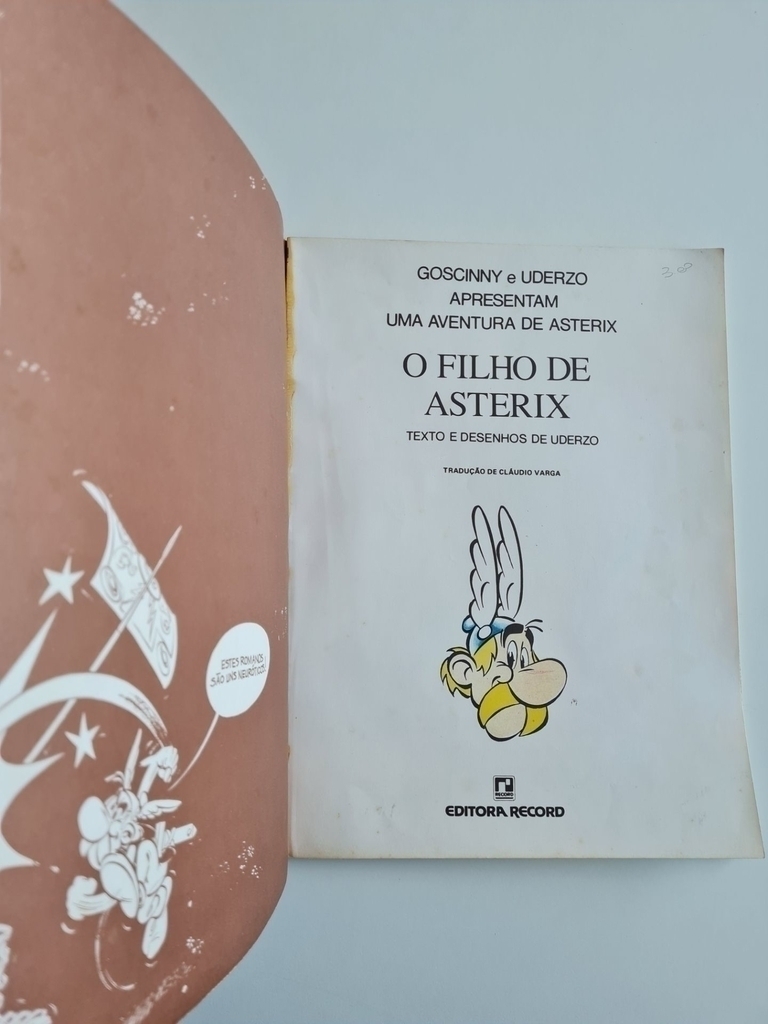 ESTES ROMANOS
SÃO UNS NEURÓTICOS!
GOSCINNY e UDERZO
APRESENTAM
UMA AVENTURA DE ASTERIX
O FILHO DE
ASTERIX
TEXTO E DESENHOS DE UDERZO
TRADUÇÃO DE CLÁUDIO VARGA
RECORD
EDITORA RECORD